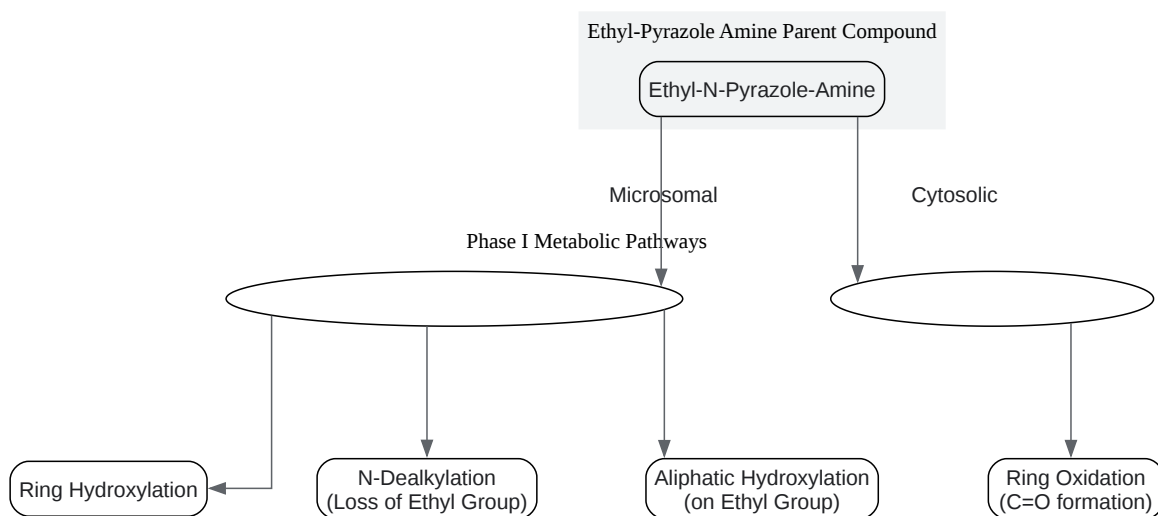 Ethyl-Pyrazole Amine Parent Compound
Ethyl-N-Pyrazole-Amine
Microsomal
Cytosolic
Phase I Metabolic Pathways
Ring Hydroxylation
N-Dealkylation
(Loss of Ethyl Group)
Aliphatic Hydroxylation
(on Ethyl Group)
Ring Oxidation
(C=O formation)